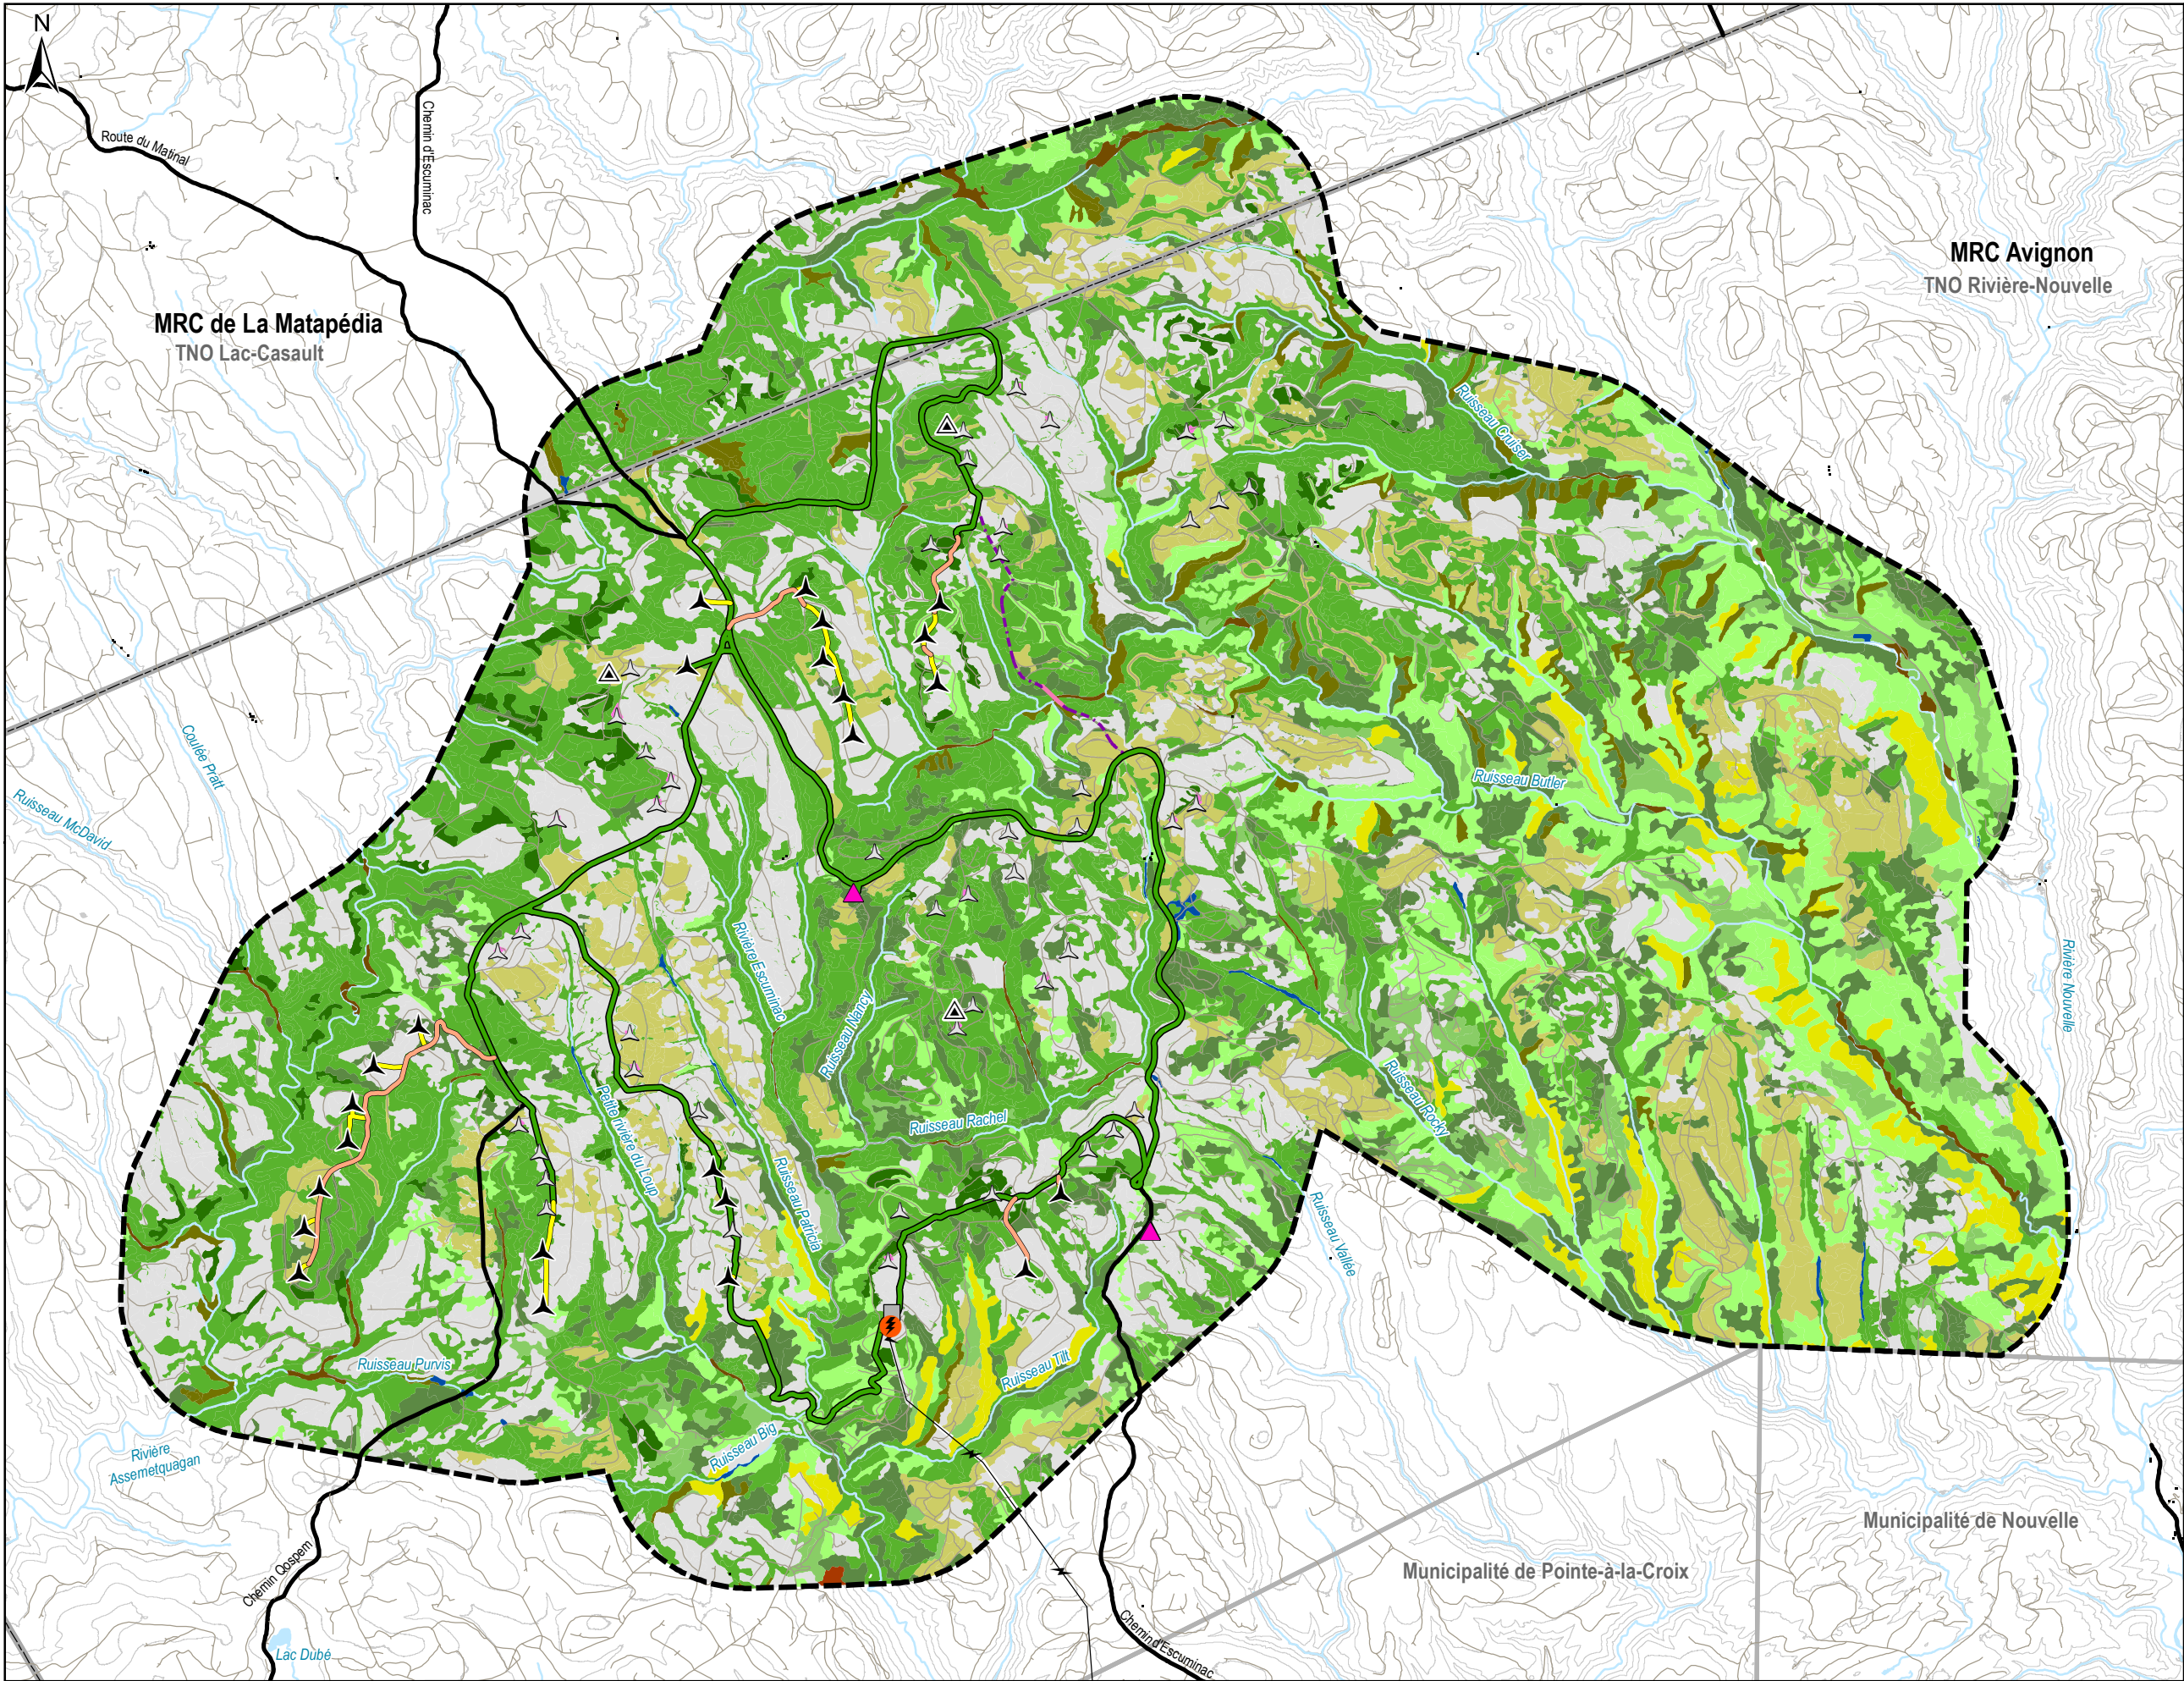 N
Route du Matinal
Chemin d'Escuminac
MRC Avignon
TNO Rivière-Nouvelle
MRC de La Matapédia
TNO Lac-Casault
Ruisseau Cruiser
Coulée Pratt
Ruisseau McDavid
Ruisseau Butler
Rivière Escuminac
Ruisseau Nancy
Rivière Nouvelle
Petite rivière du Loup
Ruisseau Rachel
Ruisseau Rocky
Ruisseau Patricia
Ruisseau Vallée
Ruisseau Purvis
Ruisseau Tilt
Ruisseau Big
Rivière
Assemetquagan
Chemin Qospem
Lac Dubé
Municipalité de Nouvelle
Municipalité de Pointe-à-la-Croix
Chemin d'Escuminac